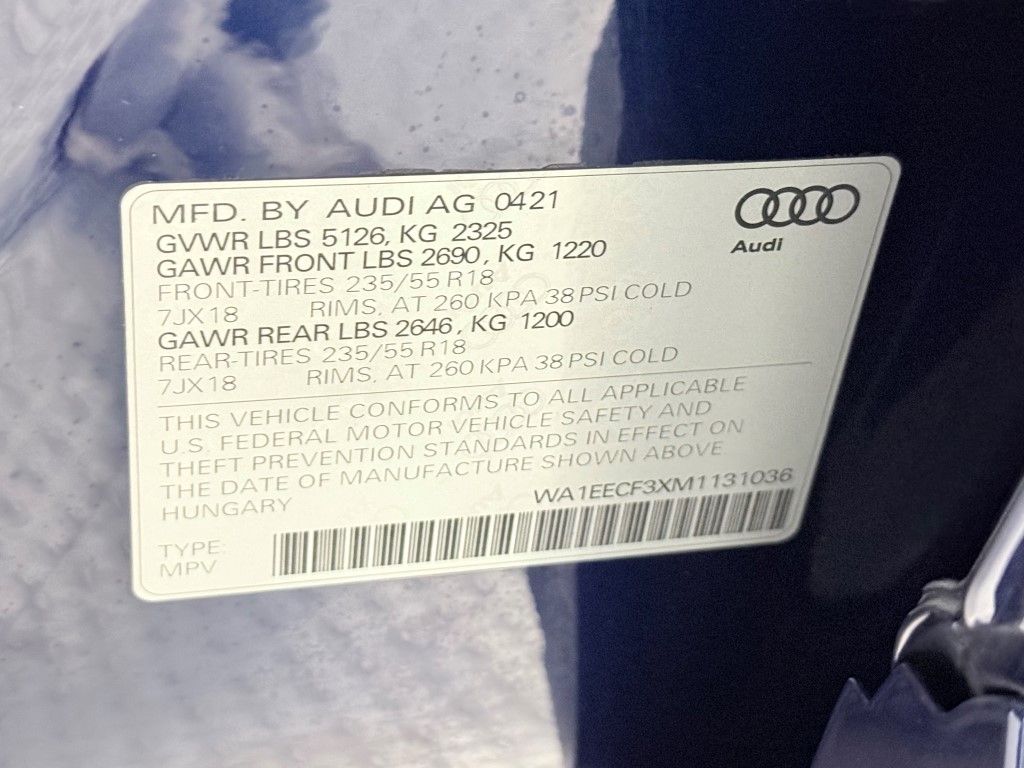 MFD. BY AUDI AG 0421
Audi
GVWR LBS 5126, KG 2325
GAWR FRONT LBS 2690, KG 1220
FRONT-TIRES 235/55 R18
7JX18 RIMS, AT 260 KPA 38 PSI COLD
GAWR REAR LBS 2646, KG 1200
REAR-TIRES 235/55 R18
7JX18 RIMS, AT 260 KPA 38 PSI COLD
THIS VEHICLE CONFORMS TO ALL APPLICABLE
U.S. FEDERAL MOTOR VEHICLE SAFETY AND
THEFT PREVENTION STANDARDS IN EFFECT ON
THE DATE OF MANUFACTURE SHOWN ABOVE
HUNGARY
WA1EECF3XM1131036
TYPE:
MPV